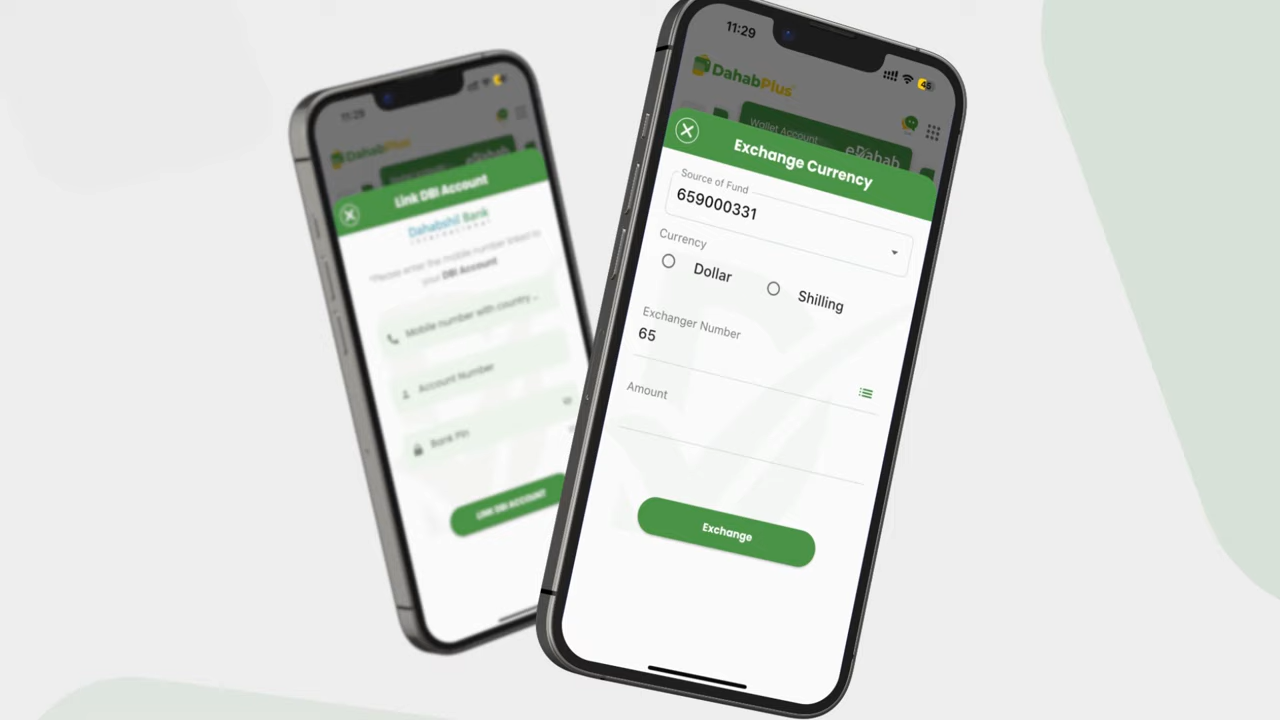 11:29
DahabPlus
Link DBI Account
Dahabshil Bank
International
*Please enter the mobile number linked to
your DBI Account
Mobile number with country ...
Account Number
Bank Pin
LINK DBI ACCOUNT
11:29
45
DahabPlus
Wallet Account
eDahab
Exchange Currency
Source of Fund
659000331
Currency
Dollar
Shilling
Exchanger Number
65
Amount
Exchange